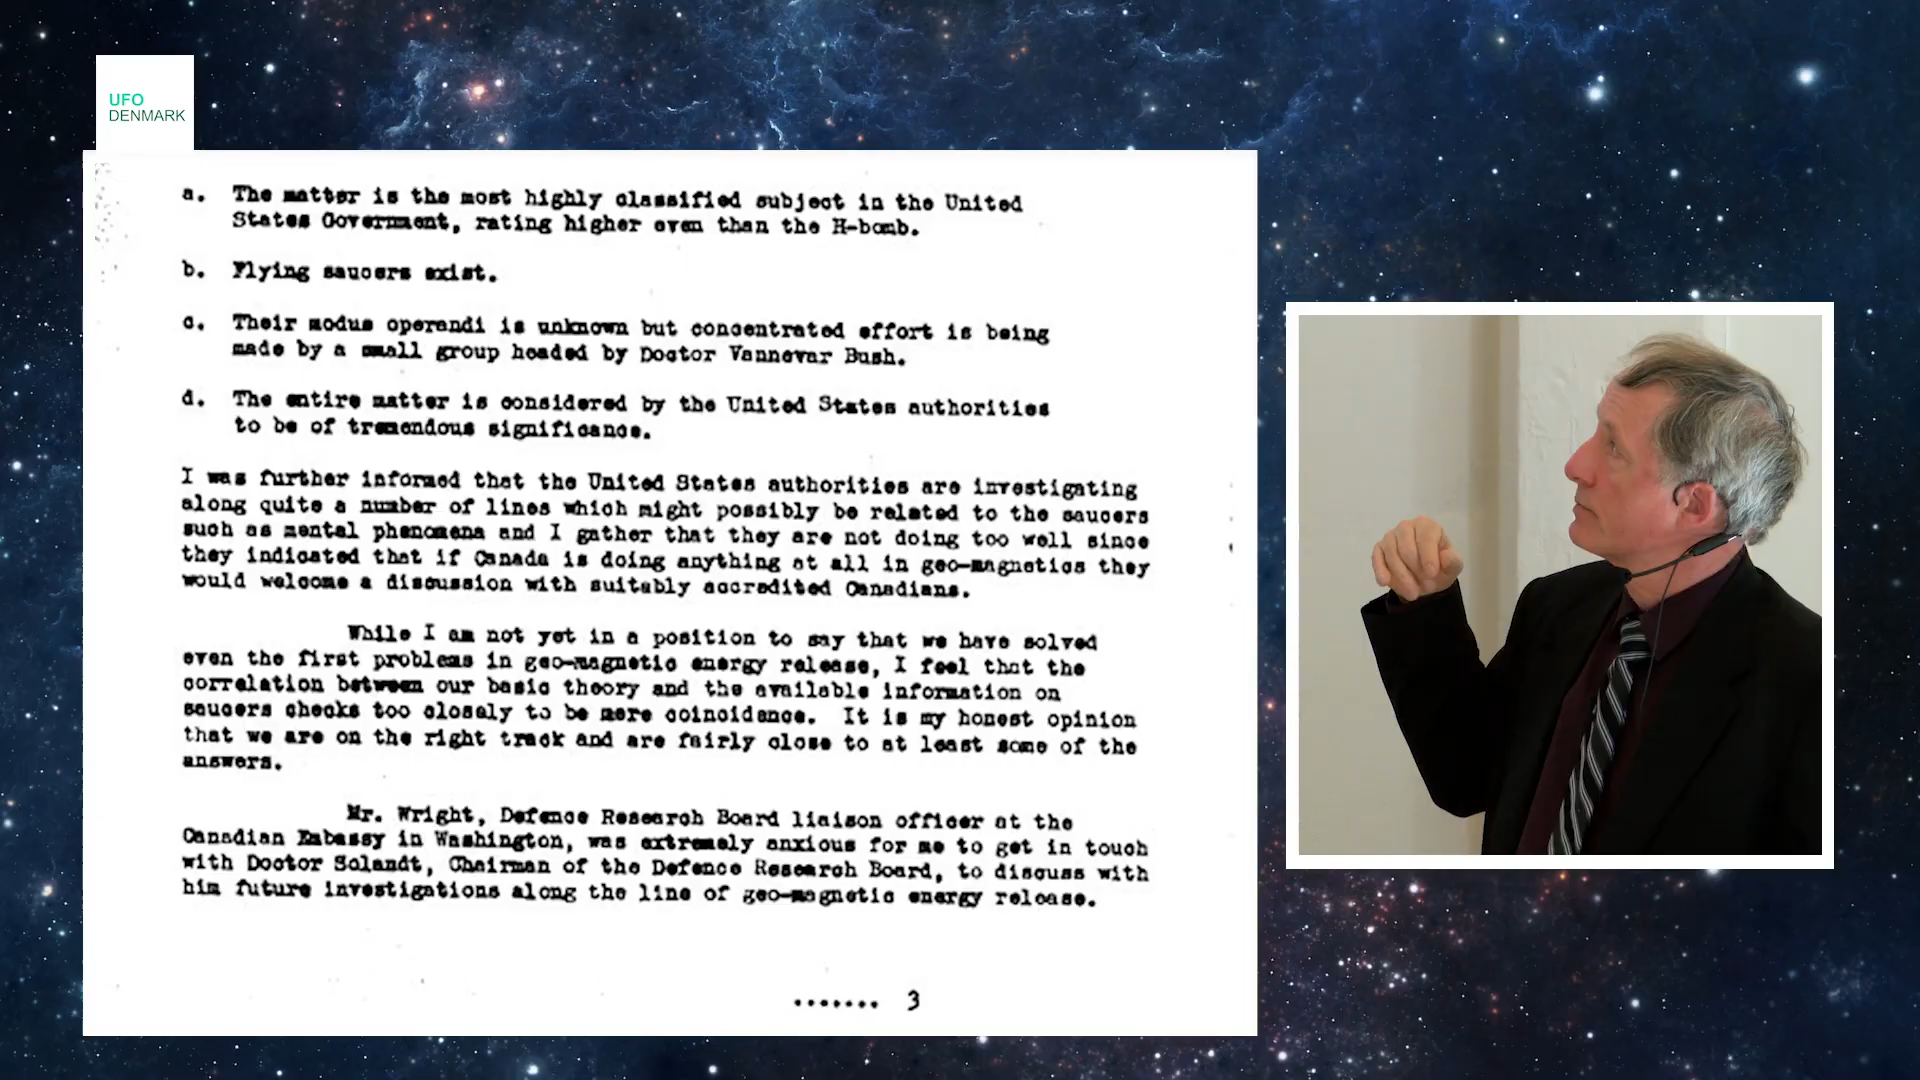 UFO
DENMARK
a. The matter is the most highly classified subject in the United
States Government, rating higher even than the H-bomb.
b. Flying saucers exist.
c. Their modus operandi is unknown but concentrated effort is being
made by a small group headed by Doctor Vannevar Bush.
d. The entire matter is considered by the United States authorities
to be of tremendous significance.
I was further informed that the United States authorities are investigating
along quite a number of lines which might possibly be related to the saucers
such as mental phenomena and I gather that they are not doing too well since
they indicated that if Canada is doing anything at all in geo-magnetics they
would welcome a discussion with suitably accredited Canadians.
While I am not yet in a position to say that we have solved
even the first problems in geo-magnetic energy release, I feel that the
correlation between our basic theory and the available information on
saucers checks too closely to be mere coincidence. It is my honest opinion
that we are on the right track and are fairly close to at least some of the
answers.
Mr. Wright, Defence Research Board liaison officer at the
Canadian Embassy in Washington, was extremely anxious for me to get in touch
with Doctor Solandt, Chairman of the Defence Research Board, to discuss with
him future investigations along the line of geo-magnetic energy release.
....... 3